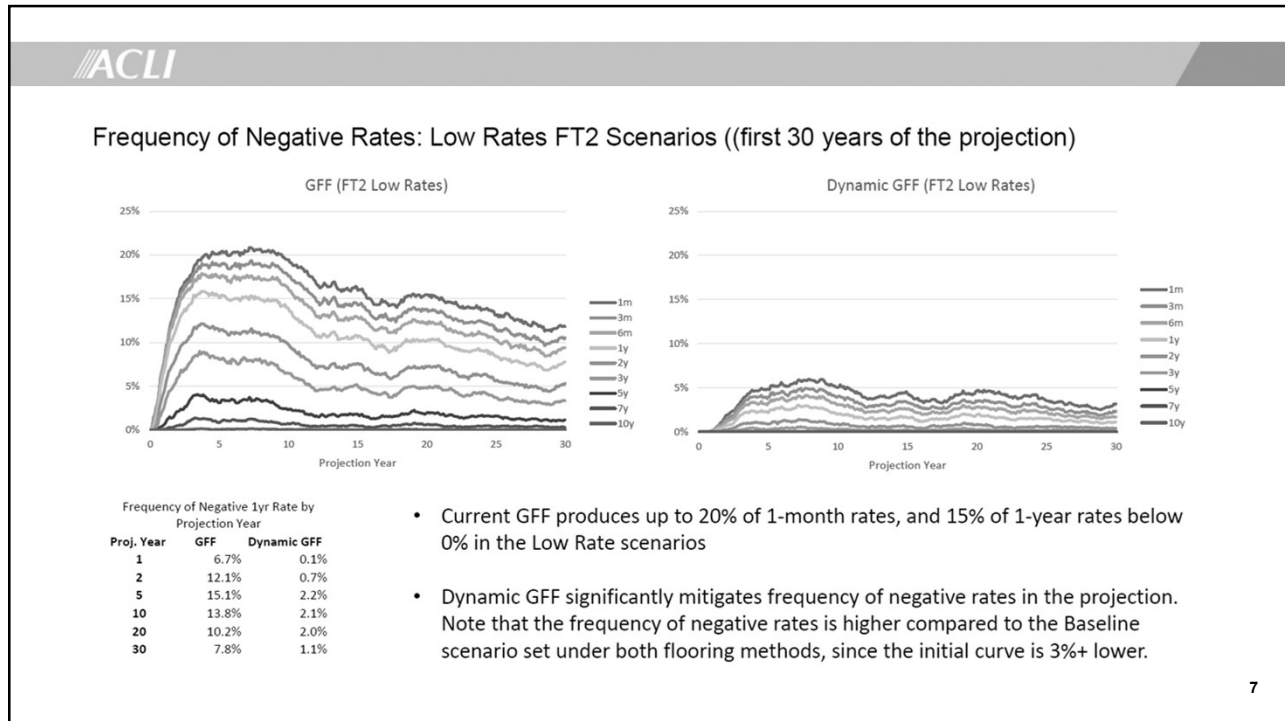 ACLI
Frequency of Negative Rates: Low Rates FT2 Scenarios ((first 30 years of the projection)
GFF (FT2 Low Rates)
25%
20%
15%
10%
5%
0%
0 5 10 15 20 25 30
Projection Year
1m
3m
6m
1y
2y
3y
5y
7y
10y
Dynamic GFF (FT2 Low Rates)
25%
20%
15%
10%
5%
0%
0 5 10 15 20 25 30
Projection Year
1m
3m
6m
1y
2y
3y
5y
7y
10y
Frequency of Negative 1yr Rate by
Projection Year
Proj. Year GFF Dynamic GFF
1 6.7% 0.1%
2 12.1% 0.7%
5 15.1% 2.2%
10 13.8% 2.1%
20 10.2% 2.0%
30 7.8% 1.1%
• Current GFF produces up to 20% of 1-month rates, and 15% of 1-year rates below
0% in the Low Rate scenarios
• Dynamic GFF significantly mitigates frequency of negative rates in the projection.
Note that the frequency of negative rates is higher compared to the Baseline
scenario set under both flooring methods, since the initial curve is 3%+ lower.
7